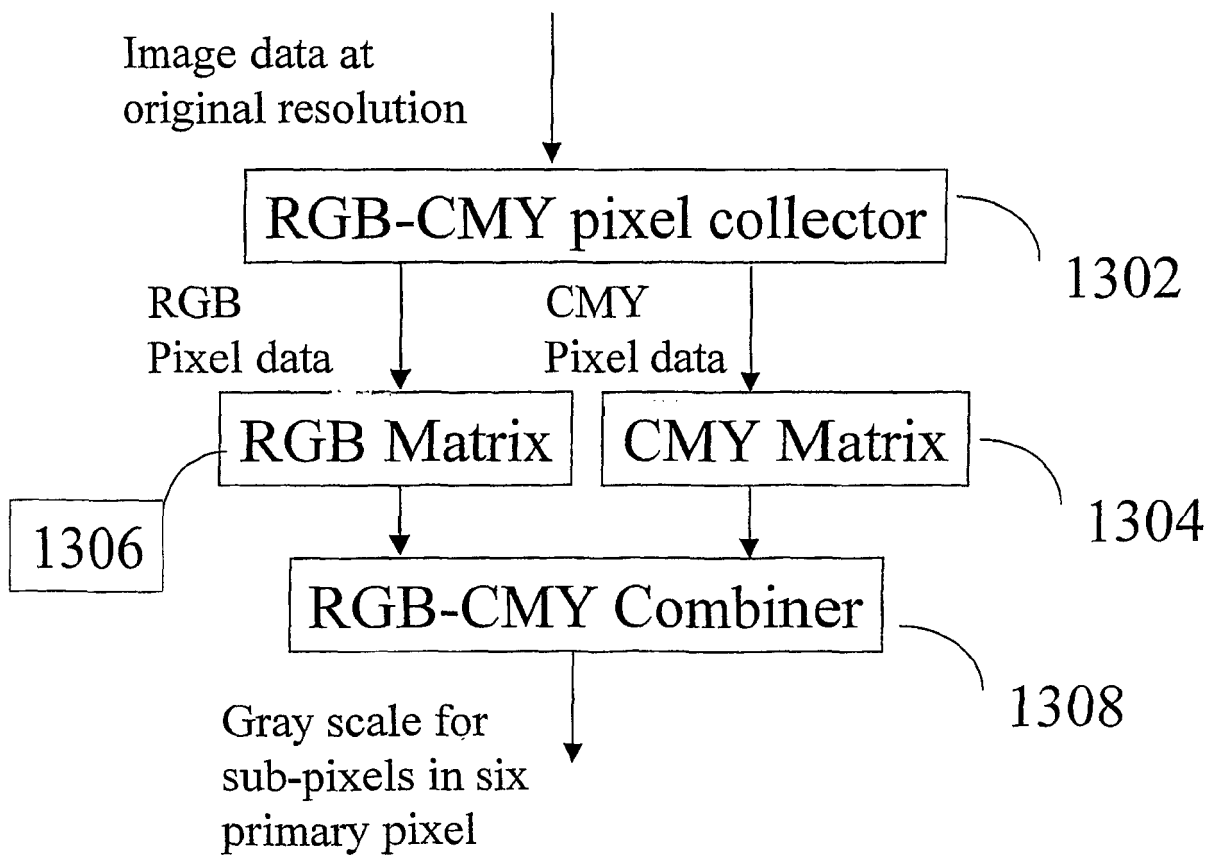 Image data at
original resolution
RGB-CMY pixel collector
1302
RGB
Pixel data
CMY
Pixel data
RGB Matrix
CMY Matrix
1306
1304
RGB-CMY Combiner
1308
Gray scale for
sub-pixels in six
primary pixel